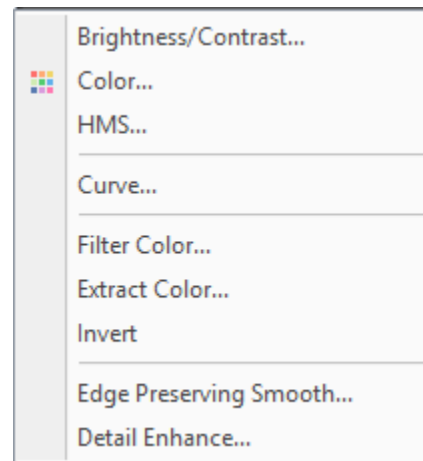 Brightness/Contrast...
Color...
HMS...
Curve...
Filter Color...
Extract Color...
Invert
Edge Preserving Smooth...
Detail Enhance...